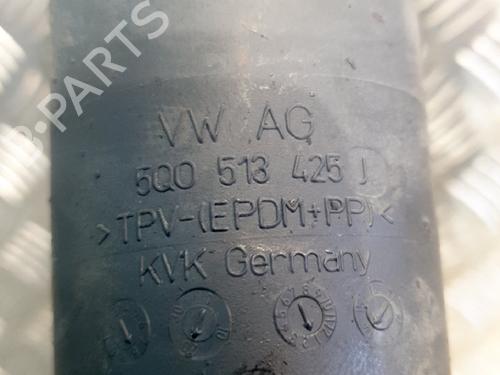 B-PARTS
VW AG
5Q0 513 425 J
>TPV-(EPDM+PP)<
KVK Germany